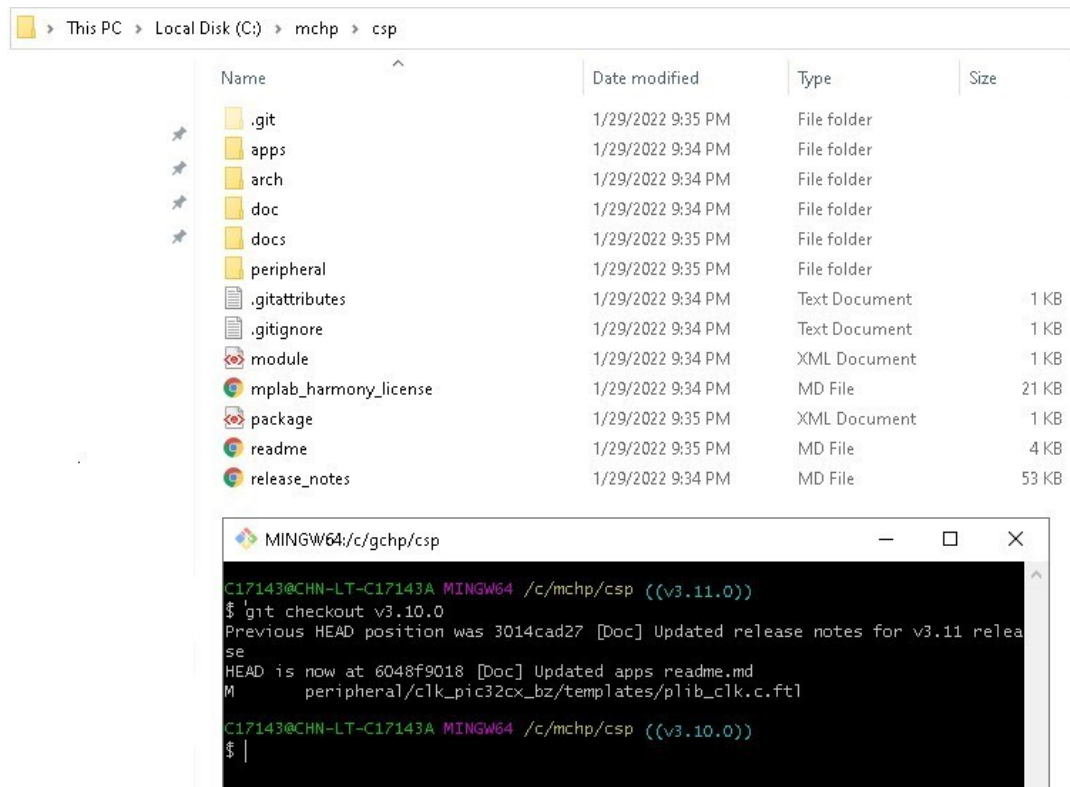 This PC > Local Disk (C:) > mchp > csp
Name Date modified Type Size
.git 1/29/2022 9:35 PM File folder
apps 1/29/2022 9:34 PM File folder
arch 1/29/2022 9:34 PM File folder
doc 1/29/2022 9:34 PM File folder
docs 1/29/2022 9:35 PM File folder
peripheral 1/29/2022 9:35 PM File folder
.gitattributes 1/29/2022 9:34 PM Text Document 1 KB
.gitignore 1/29/2022 9:34 PM Text Document 1 KB
module 1/29/2022 9:34 PM XML Document 1 KB
mplab_harmony_license 1/29/2022 9:34 PM MD File 21 KB
package 1/29/2022 9:35 PM XML Document 1 KB
readme 1/29/2022 9:35 PM MD File 4 KB
release_notes 1/29/2022 9:34 PM MD File 53 KB
MINGW64:/c/gchp/csp
C17143@CHN-LT-C17143A MINGW64 /c/mchp/csp ((v3.11.0))
$ git checkout v3.10.0
Previous HEAD position was 3014cad27 [Doc] Updated release notes for v3.11 relea
se
HEAD is now at 6048f9018 [Doc] Updated apps readme.md
M peripheral/clk_pic32cx_bz/templates/plib_clk.c.ftl
C17143@CHN-LT-C17143A MINGW64 /c/mchp/csp ((v3.10.0))
$